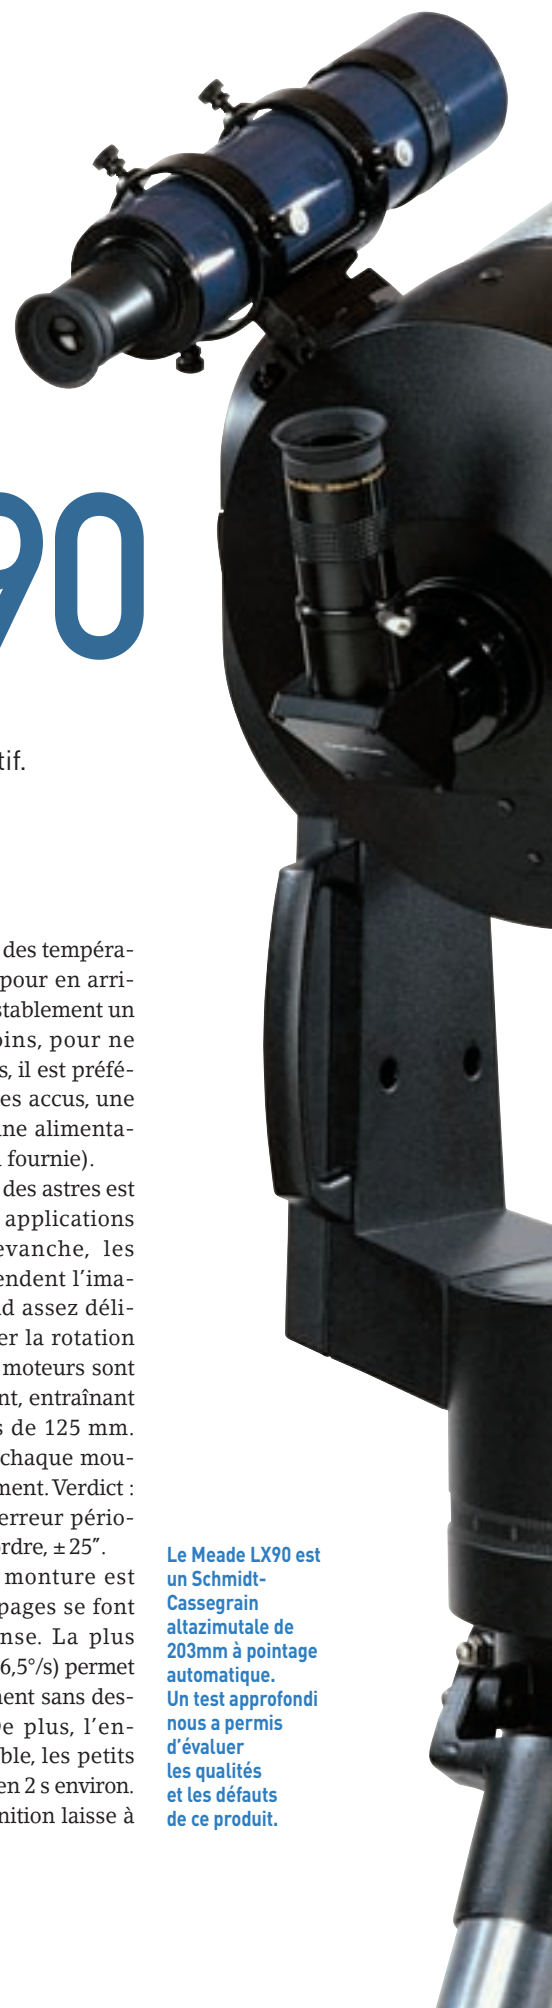 90
tif.
des tempéra-
pour en arri-
stablement un
oins, pour ne
s, il est préfé-
es accus, une
ne alimenta-
fournie).
des astres est
applications
evanche, les
endent l’ima-
d assez déli-
er la rotation
moteurs sont
nt, entraînant
s de 125 mm.
chaque mou-
ment. Verdict :
erreur pério-
ordre, ± 25″.
monture est
pages se font
nse. La plus
6,5°/s) permet
ment sans des-
e plus, l’en-
ble, les petits
en 2 s environ.
nition laisse à
Le Meade LX90 est
un Schmidt-
Cassegrain
altazimutale de
203mm à pointage
automatique.
Un test approfondi
nous a permis
d’évaluer
les qualités
et les défauts
de ce produit.